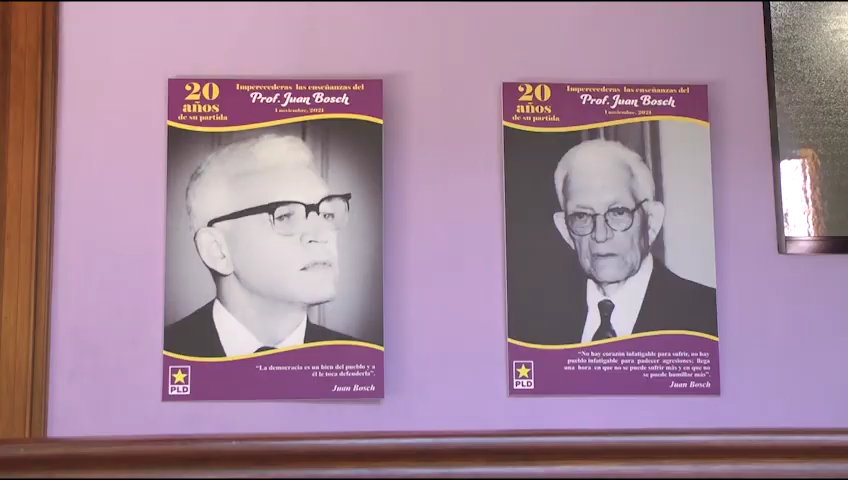 20
años
de su partida
Imperecederas las enseñanzas del
Prof. Juan Bosch
1 noviembre, 2021
"La democracia es un bien del pueblo y a
él le toca defenderla".
Juan Bosch
PLD
20
años
de su partida
Imperecederas las enseñanzas del
Prof. Juan Bosch
1 noviembre, 2021
"No hay corazón infatigable para sufrir, no hay
pueblo infatigable para padecer agresiones; llega
una hora en que no se puede sufrir más y en que no
se puede humillar más".
Juan Bosch
PLD